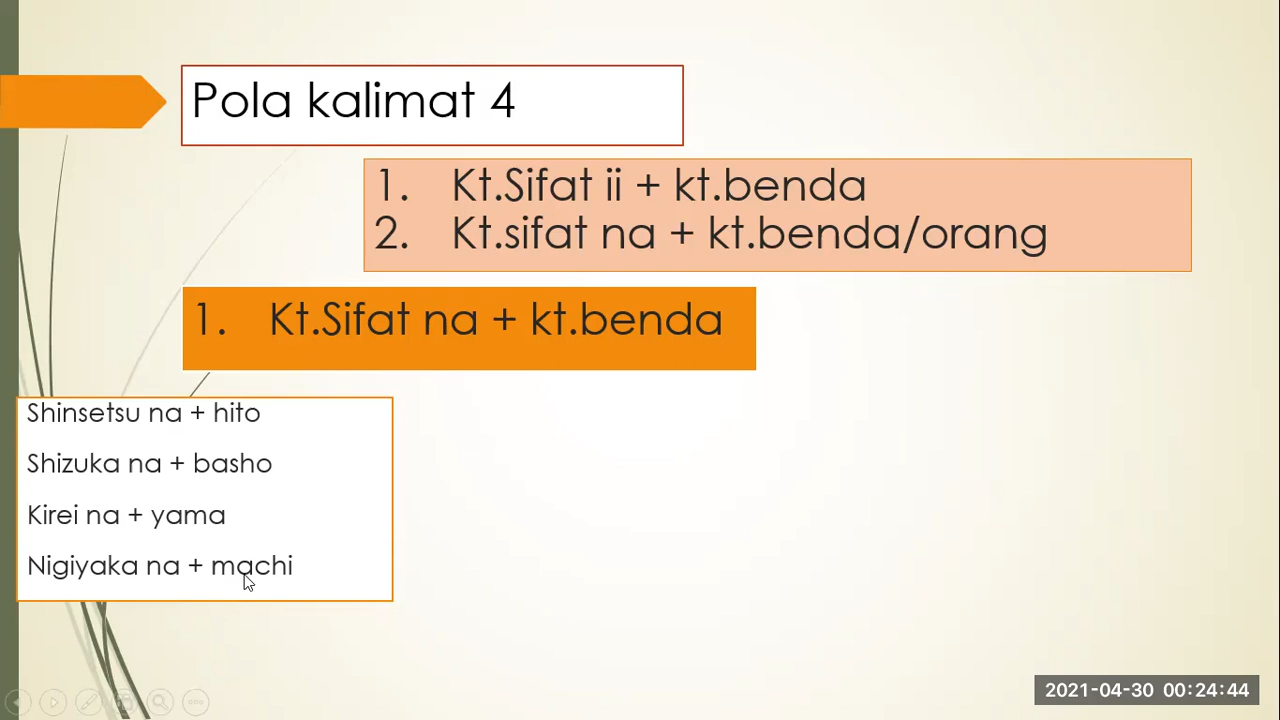 Pola kalimat 4
1. Kt.Sifat ii + kt.benda
2. Kt.sifat na + kt.benda/orang
1. Kt.Sifat na + kt.benda
Shinsetsu na + hito
Shizuka na + basho
Kirei na + yama
Nigiyaka na + machi
2021-04-30 00:24:44